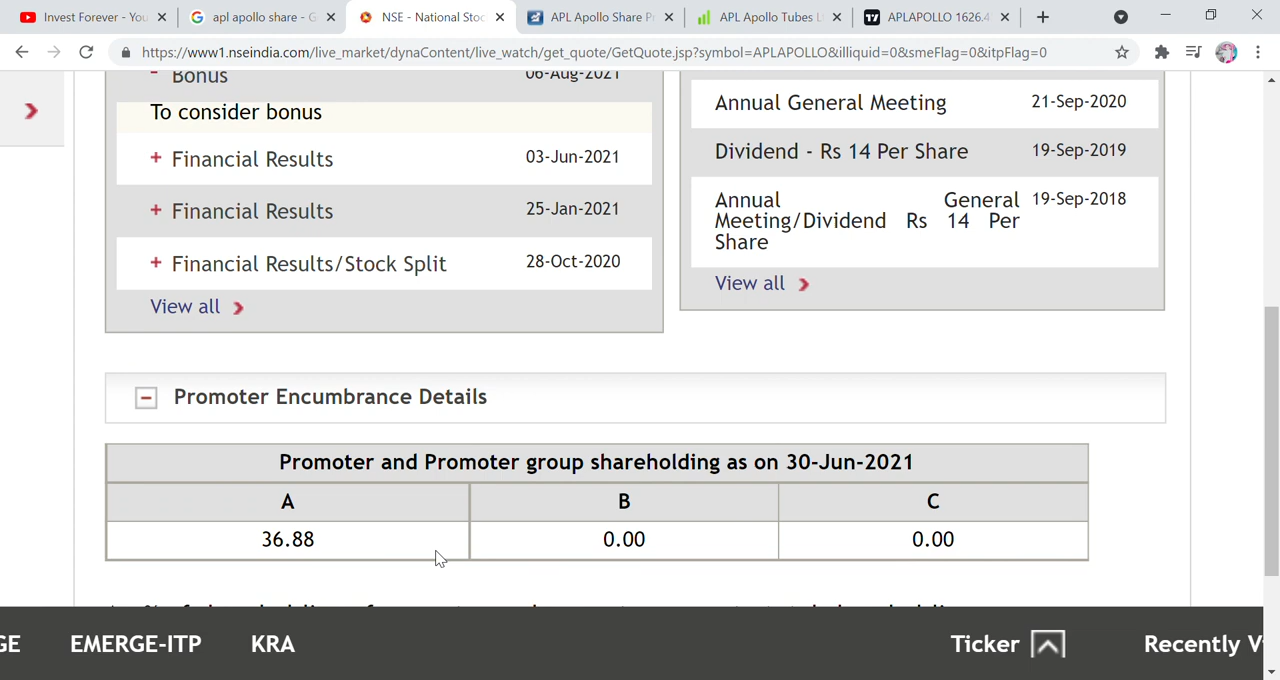 Invest Forever - You
apl apollo share - G
NSE - National Stoc
APL Apollo Share P
APL Apollo Tubes L
APLAPOLLO 1626.4
https://www1.nseindia.com/live_market/dynaContent/live_watch/get_quote/GetQuote.jsp?symbol=APLAPOLLO&illiquid=0&smeFlag=0&itpFlag=0
- Bonus 06-Aug-2021
To consider bonus
+ Financial Results 03-Jun-2021
+ Financial Results 25-Jan-2021
+ Financial Results/Stock Split 28-Oct-2020
View all
Annual General Meeting 21-Sep-2020
Dividend - Rs 14 Per Share 19-Sep-2019
Annual General 19-Sep-2018
Meeting/Dividend Rs 14 Per
Share
View all
Promoter Encumbrance Details
Promoter and Promoter group shareholding as on 30-Jun-2021
A B C
36.88 0.00 0.00
GE EMERGE-ITP KRA Ticker Recently V